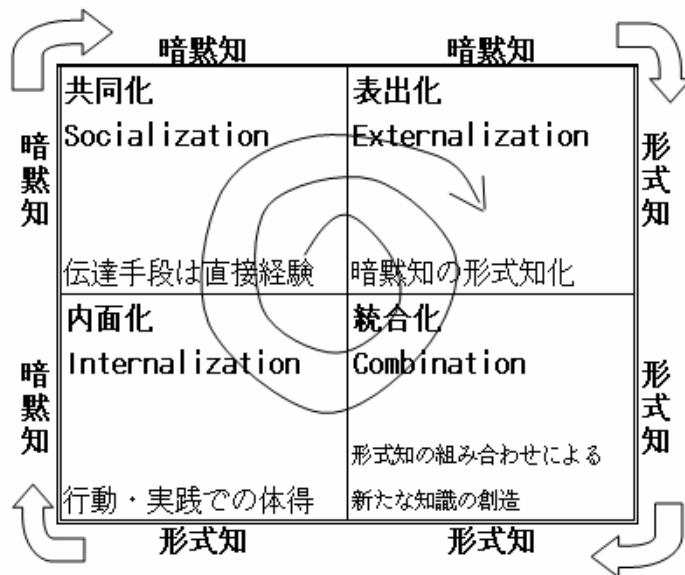 暗黙知
暗黙知
共同化
Socialization
伝達手段は直接経験
表出化
Externalization
暗黙知の形式知化
暗黙知
形式知
内面化
Internalization
行動・実践での体得
統合化
Combination
形式知の組み合わせによる
新たな知識の創造
暗黙知
形式知
形式知
形式知